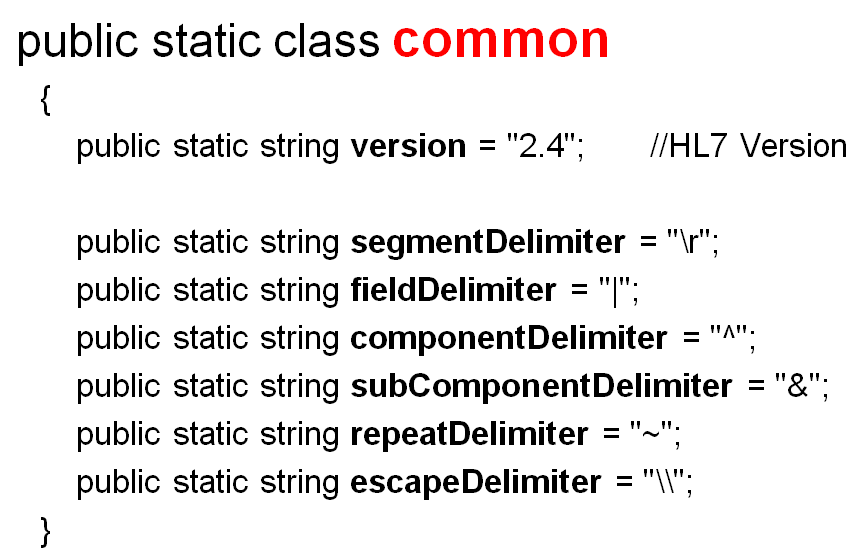 public static class common
{
public static string version = "2.4"; //HL7 Version
public static string segmentDelimiter = "\r";
public static string fieldDelimiter = "|";
public static string componentDelimiter = "^";
public static string subComponentDelimiter = "&";
public static string repeatDelimiter = "~";
public static string escapeDelimiter = "\\";
}